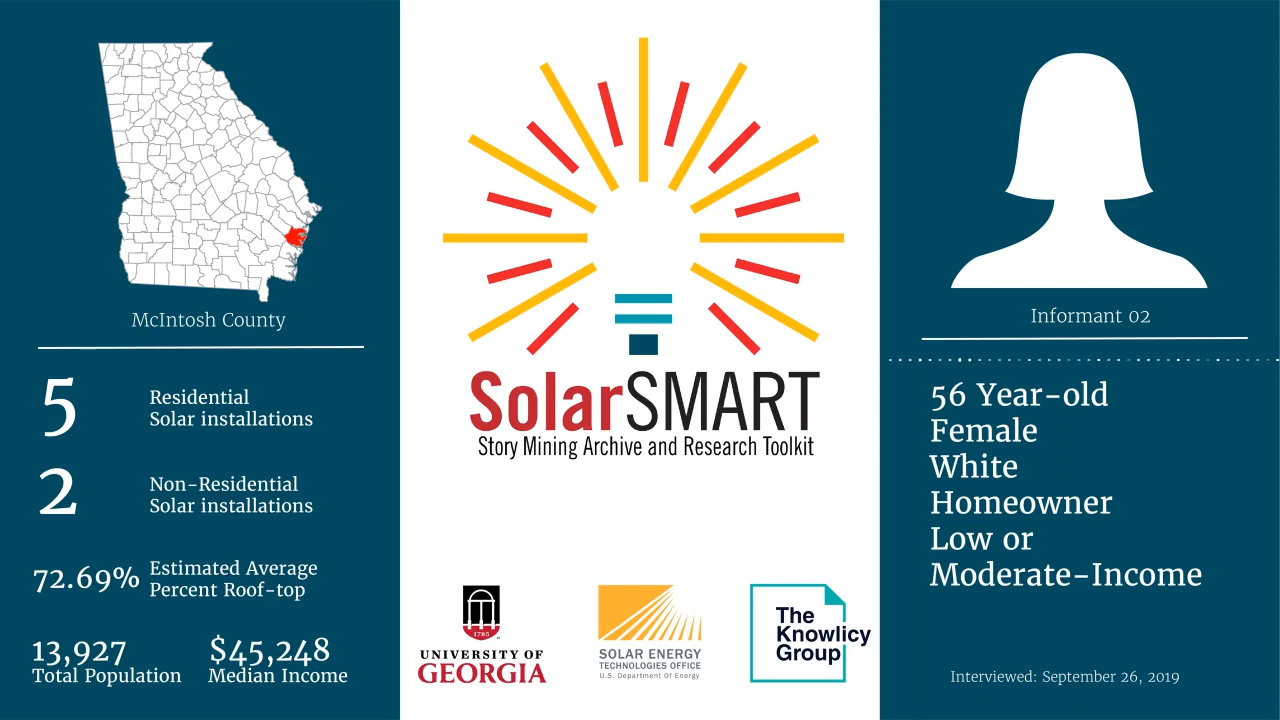 McIntosh County
5
Residential
Solar installations
2
Non-Residential
Solar installations
72.69%
Estimated Average
Percent Roof-top
13,927
Total Population
$45,248
Median Income
SolarSMART
Story Mining Archive and Research Toolkit
1785
UNIVERSITY OF
GEORGIA
SOLAR ENERGY
TECHNOLOGIES OFFICE
U.S. Department Of Energy
The
Knowlicy
Group
Informant 02
56 Year-old
Female
White
Homeowner
Low or
Moderate-Income
Interviewed: September 26, 2019